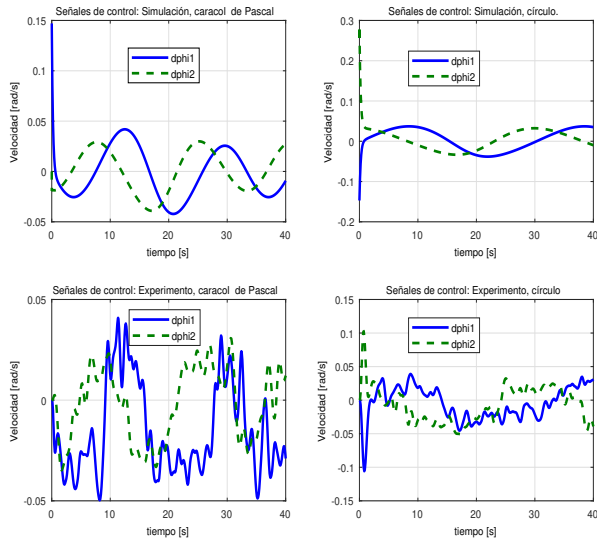 Señales de control: Simulación, caracol de Pascal
0.15
0.1
0.05
0
-0.05
Velocidad [rad/s]
dphi1
dphi2
0 10 20 30 40
tiempo [s]
Señales de control: Simulación, círculo.
0.3
0.2
0.1
0
-0.1
-0.2
Velocidad [rad/s]
dphi1
dphi2
0 10 20 30 40
tiempo [s]
Señales de control: Experimento, caracol de Pascal
0.05
0
-0.05
Velocidad [rad/s]
dphi1
dphi2
0 10 20 30 40
tiempo [s]
Señales de control: Experimento, círculo
0.15
0.1
0.05
0
-0.05
-0.1
-0.15
Velocidad [rad/s]
dphi1
dphi2
0 10 20 30 40
tiempo [s]